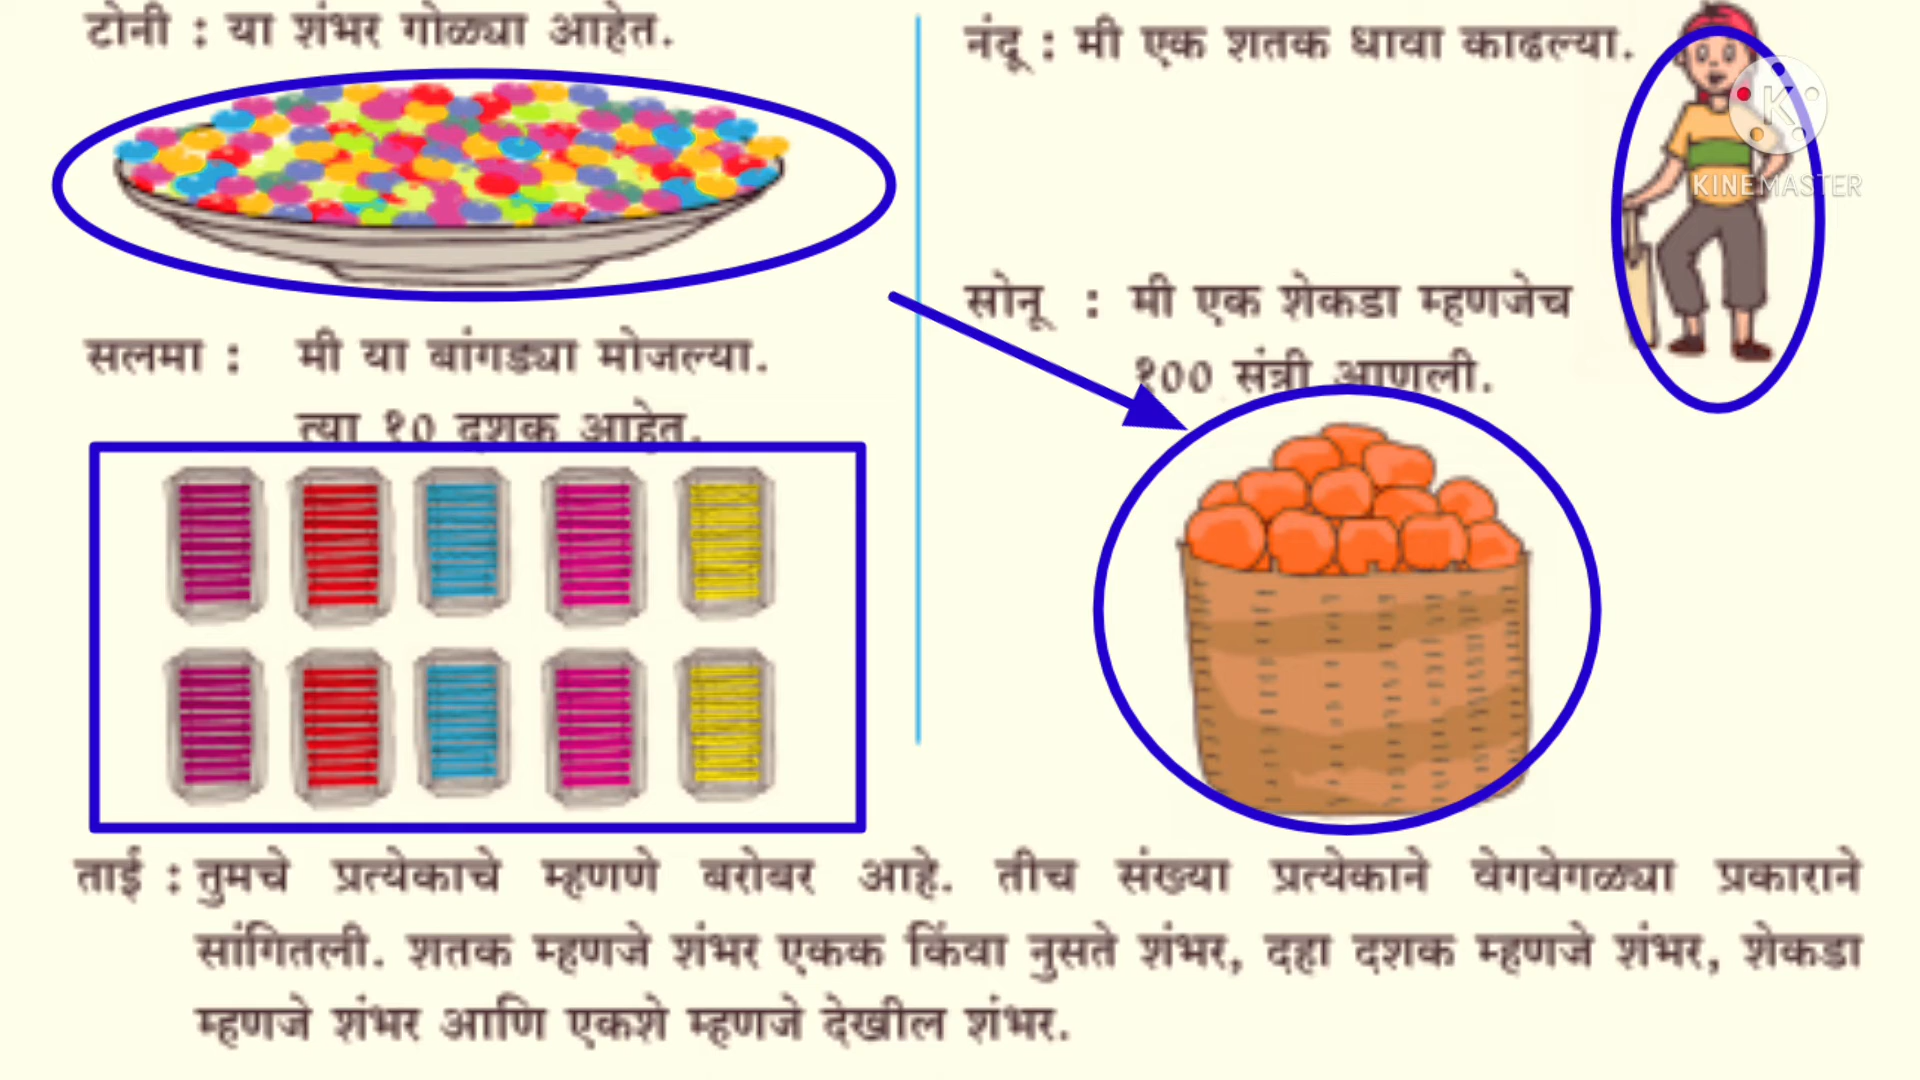 टोनी : या शंभर गोळ्या आहेत.
सलमा : मी या बांगड्या मोजल्या.
त्या १० दशक आहेत.
नंदू : मी एक शतक धावा काढल्या.
सोनू : मी एक शेकडा म्हणजेच
१०० संत्री आणली.
K
KINEMASTER
ताई : तुमचे प्रत्येकाचे म्हणणे बरोबर आहे. तीच संख्या प्रत्येकाने वेगवेगळ्या प्रकाराने
सांगितली. शतक म्हणजे शंभर एकक किंवा नुसते शंभर, दहा दशक म्हणजे शंभर, शेकडा
म्हणजे शंभर आणि एकशे म्हणजे देखील शंभर.